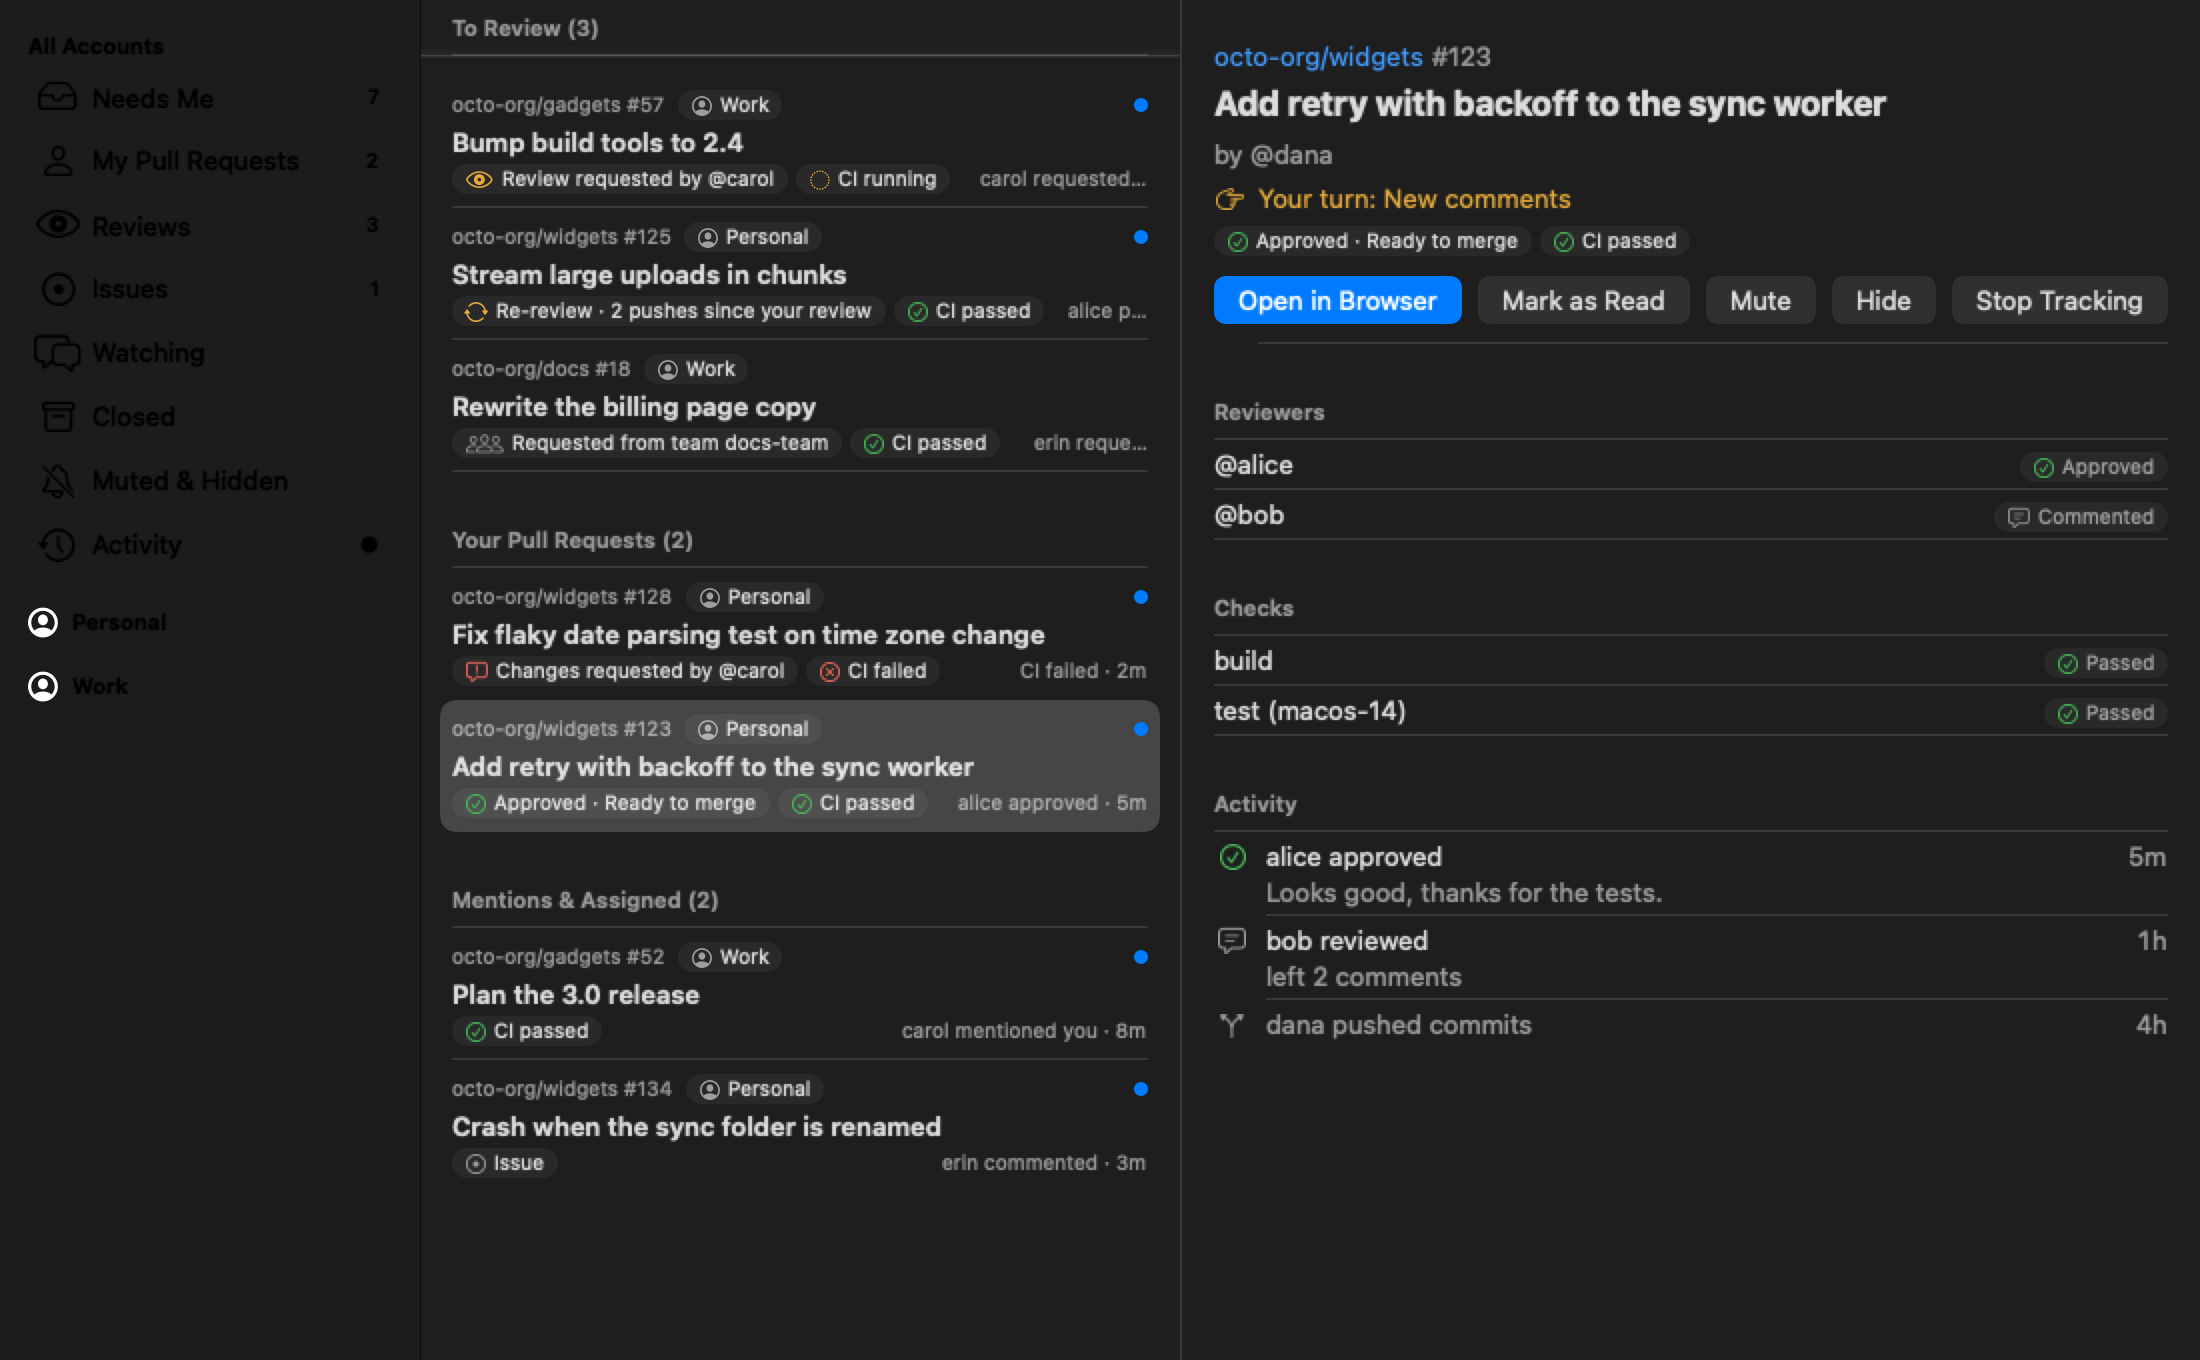 All Accounts
Needs Me 7
My Pull Requests 2
Reviews 3
Issues 1
Watching
Closed
Muted & Hidden
Activity
Personal
Work
To Review (3)
octo-org/gadgets #57 Work
Bump build tools to 2.4
Review requested by @carol CI running carol requested...
octo-org/widgets #125 Personal
Stream large uploads in chunks
Re-review · 2 pushes since your review CI passed alice p...
octo-org/docs #18 Work
Rewrite the billing page copy
Requested from team docs-team CI passed erin reque...
Your Pull Requests (2)
octo-org/widgets #128 Personal
Fix flaky date parsing test on time zone change
Changes requested by @carol CI failed CI failed · 2m
octo-org/widgets #123 Personal
Add retry with backoff to the sync worker
Approved · Ready to merge CI passed alice approved · 5m
Mentions & Assigned (2)
octo-org/gadgets #52 Work
Plan the 3.0 release
CI passed carol mentioned you · 8m
octo-org/widgets #134 Personal
Crash when the sync folder is renamed
Issue erin commented · 3m
octo-org/widgets #123
Add retry with backoff to the sync worker
by @dana
Your turn: New comments
Approved · Ready to merge CI passed
Open in Browser Mark as Read Mute Hide Stop Tracking
Reviewers
@alice Approved
@bob Commented
Checks
build Passed
test (macos-14) Passed
Activity
alice approved 5m
Looks good, thanks for the tests.
bob reviewed 1h
left 2 comments
dana pushed commits 4h